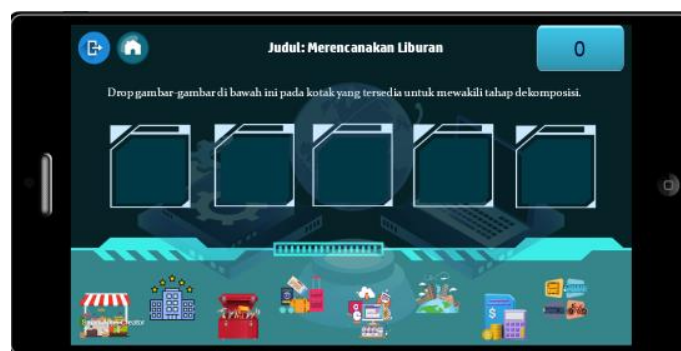 Judul: Merencanakan Liburan
0
Drop gambar-gambar di bawah ini pada kotak yang tersedia untuk mewakili tahap dekomposisi.